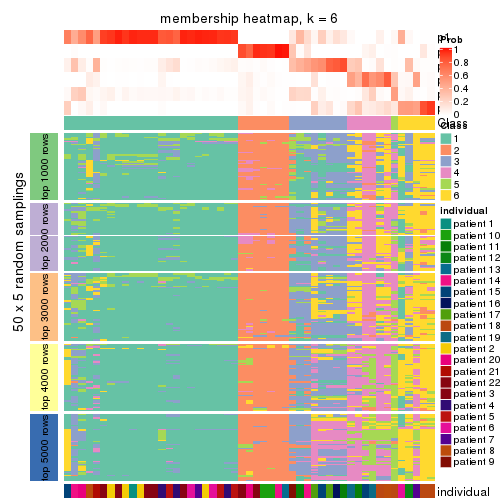 membership heatmap, k = 6
Prob
1
0.8
0.6
0.4
0.2
0
Class
Class
1
2
3
4
5
6
individual
patient 1
patient 10
patient 11
patient 12
patient 13
patient 14
patient 15
patient 16
patient 17
patient 18
patient 19
patient 2
patient 20
patient 21
patient 22
patient 3
patient 4
patient 5
patient 6
patient 7
patient 8
patient 9
50 x 5 random samplings
top 1000 rows
top 2000 rows
top 3000 rows
top 4000 rows
top 5000 rows
individual